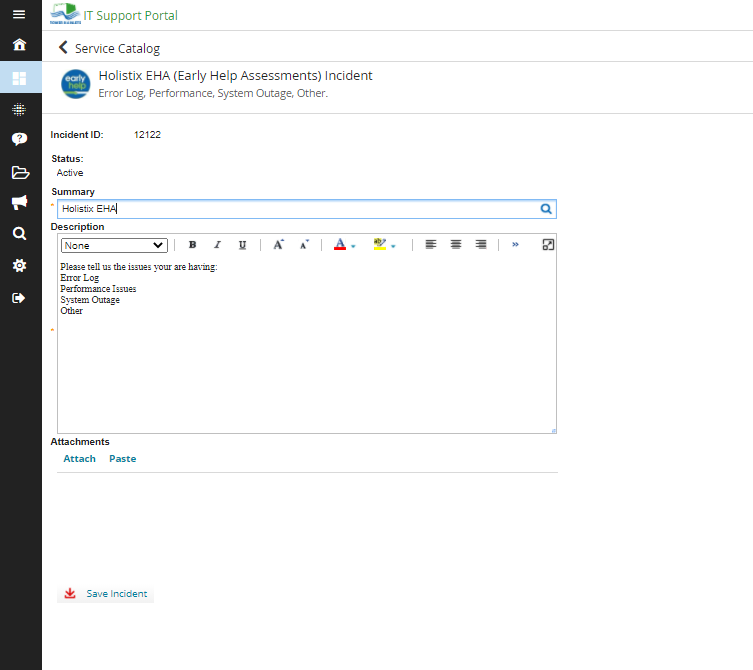 IT Support Portal
Service Catalog
early
help
Holistix EHA (Early Help Assessments) Incident
Error Log, Performance, System Outage, Other.
Incident ID: 12122
Status:
Active
Summary
* Holistix EHA
Description
None B I U A A A »
Please tell us the issues your are having:
Error Log
Performance Issues
System Outage
Other
*
Attachments
Attach Paste
Save Incident